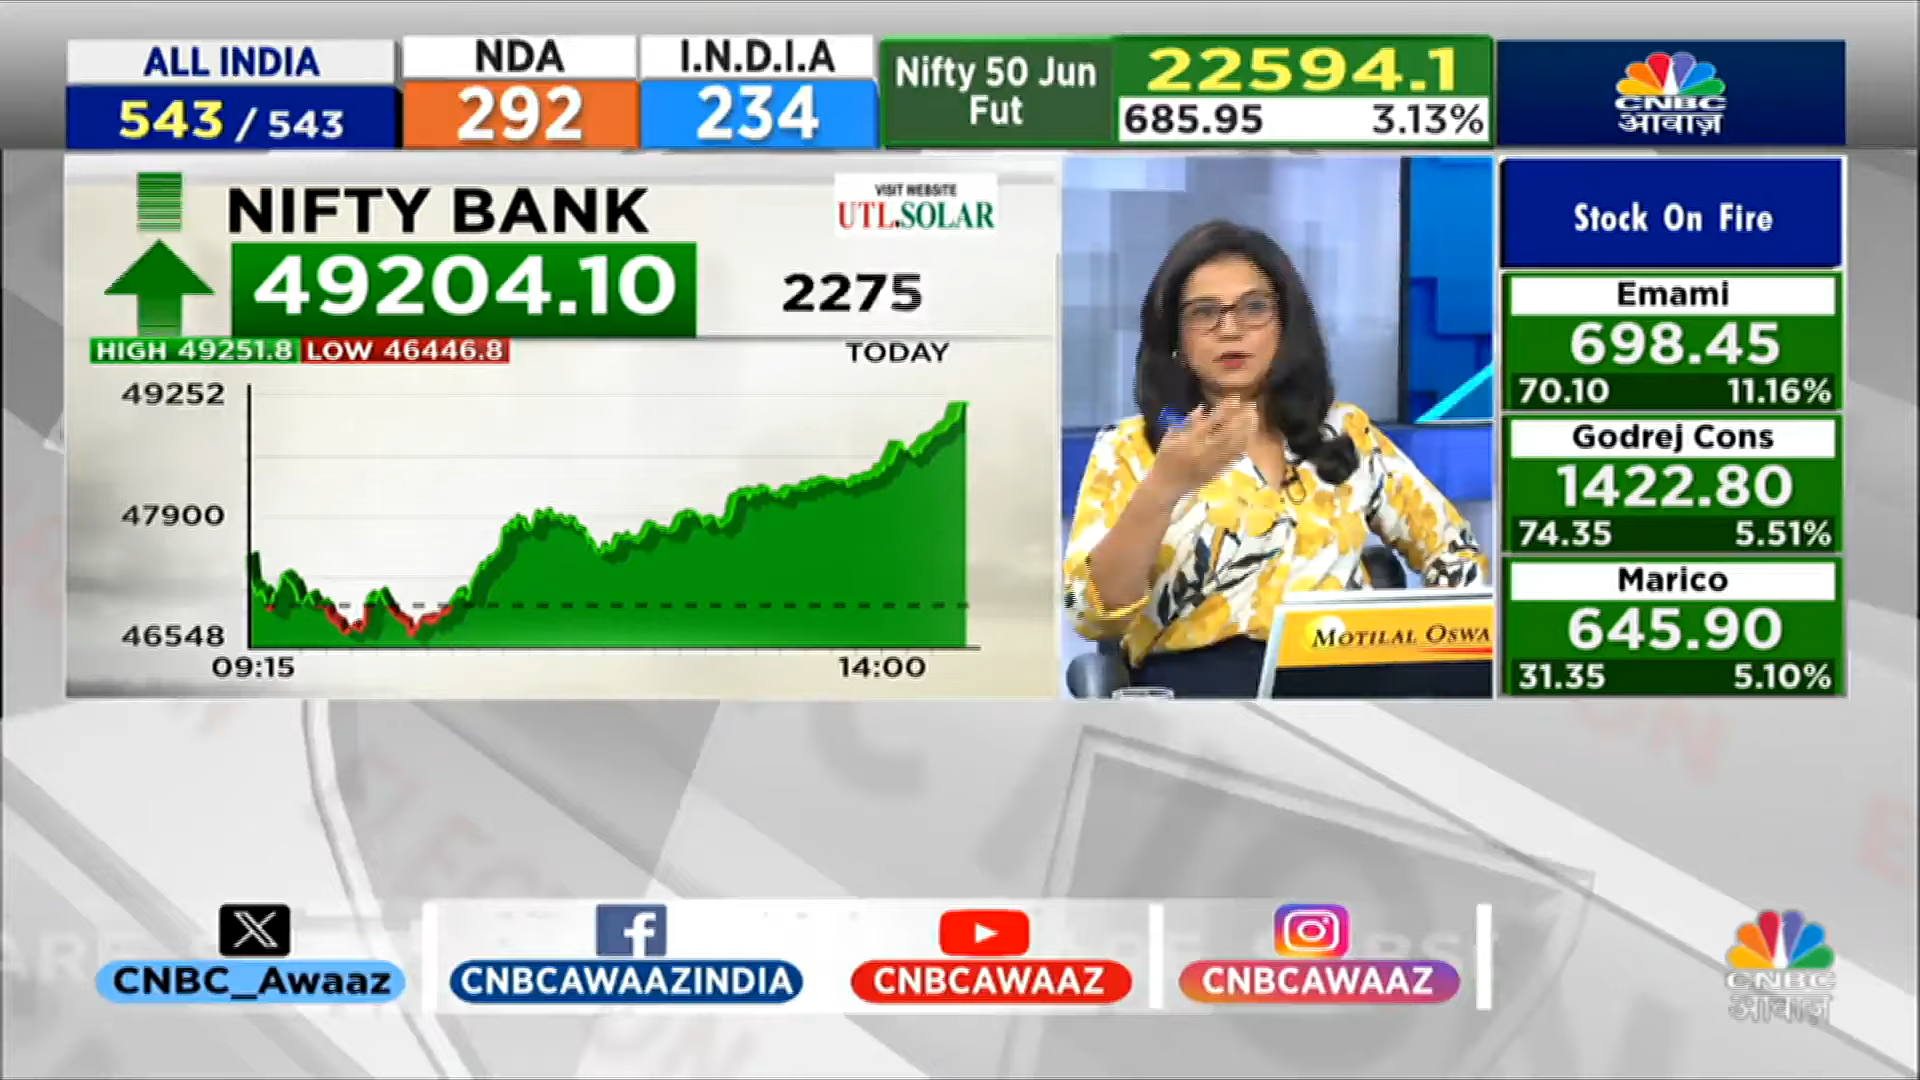 ALL INDIA
543 / 543
NDA
292
I.N.D.I.A
234
Nifty 50 Jun
Fut
22594.1
685.95 3.13%
CNBC
आवाज़
NIFTY BANK
VISIT WEBSITE
UTL.SOLAR
49204.10
2275
HIGH 49251.8 LOW 46446.8
TODAY
49252
47900
46548
09:15 14:00
MOTILAL OSWA
Stock On Fire
Emami
698.45
70.10 11.16%
Godrej Cons
1422.80
74.35 5.51%
Marico
645.90
31.35 5.10%
CNBC_Awaaz
CNBCAWAAZINDIA
CNBCAWAAZ
CNBCAWAAZ
CNBC
आवाज़